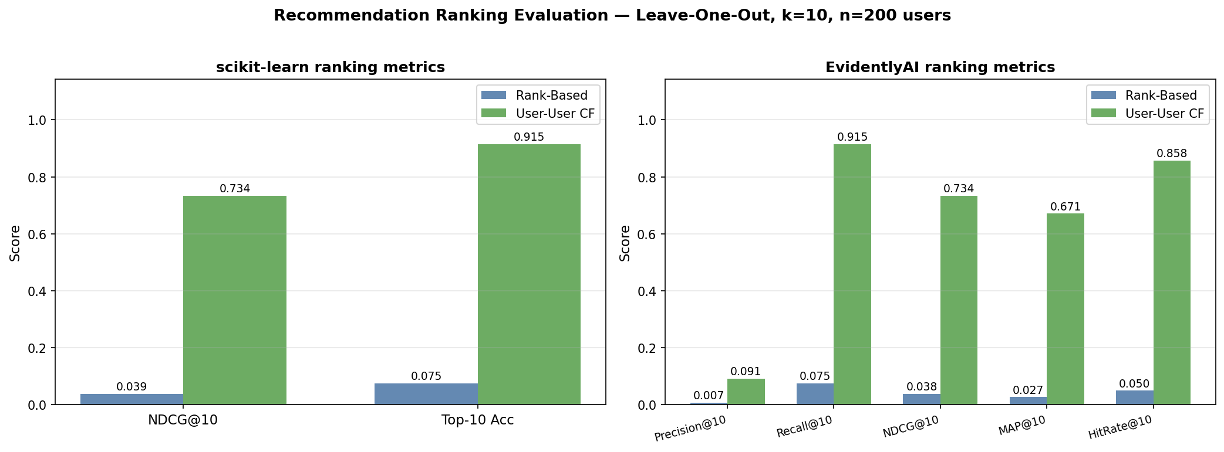 Recommendation Ranking Evaluation — Leave-One-Out, k=10, n=200 users
scikit-learn ranking metrics
Score
1.0
0.8
0.6
0.4
0.2
0.0
Rank-Based
User-User CF
0.039
0.734
0.075
0.915
NDCG@10
Top-10 Acc
EvidentlyAI ranking metrics
Score
1.0
0.8
0.6
0.4
0.2
0.0
Rank-Based
User-User CF
0.007
0.091
0.075
0.915
0.038
0.734
0.027
0.671
0.050
0.858
Precision@10
Recall@10
NDCG@10
MAP@10
HitRate@10